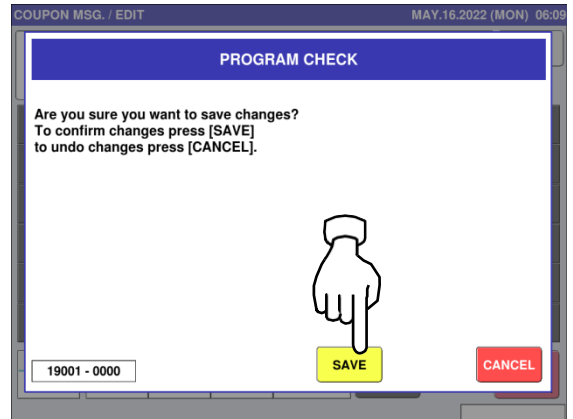 COUPON MSG. / EDIT MAY.16.2022 (MON) 06:09
PROGRAM CHECK
Are you sure you want to save changes?
To confirm changes press [SAVE]
to undo changes press [CANCEL].
19001 - 0000
SAVE
CANCEL